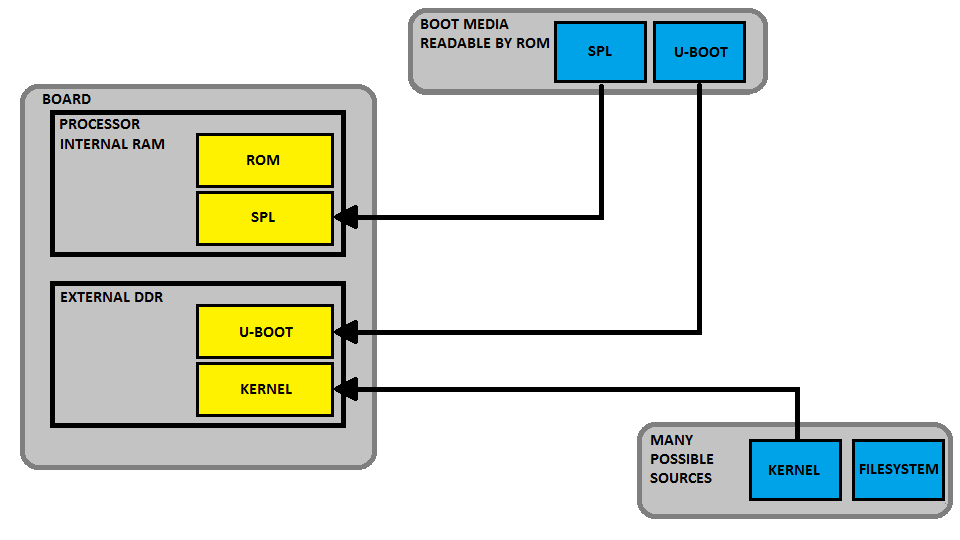 BOOT MEDIA
READABLE BY ROM
SPL
U-BOOT
BOARD
PROCESSOR
INTERNAL RAM
ROM
SPL
EXTERNAL DDR
U-BOOT
KERNEL
MANY
POSSIBLE
SOURCES
KERNEL
FILESYSTEM